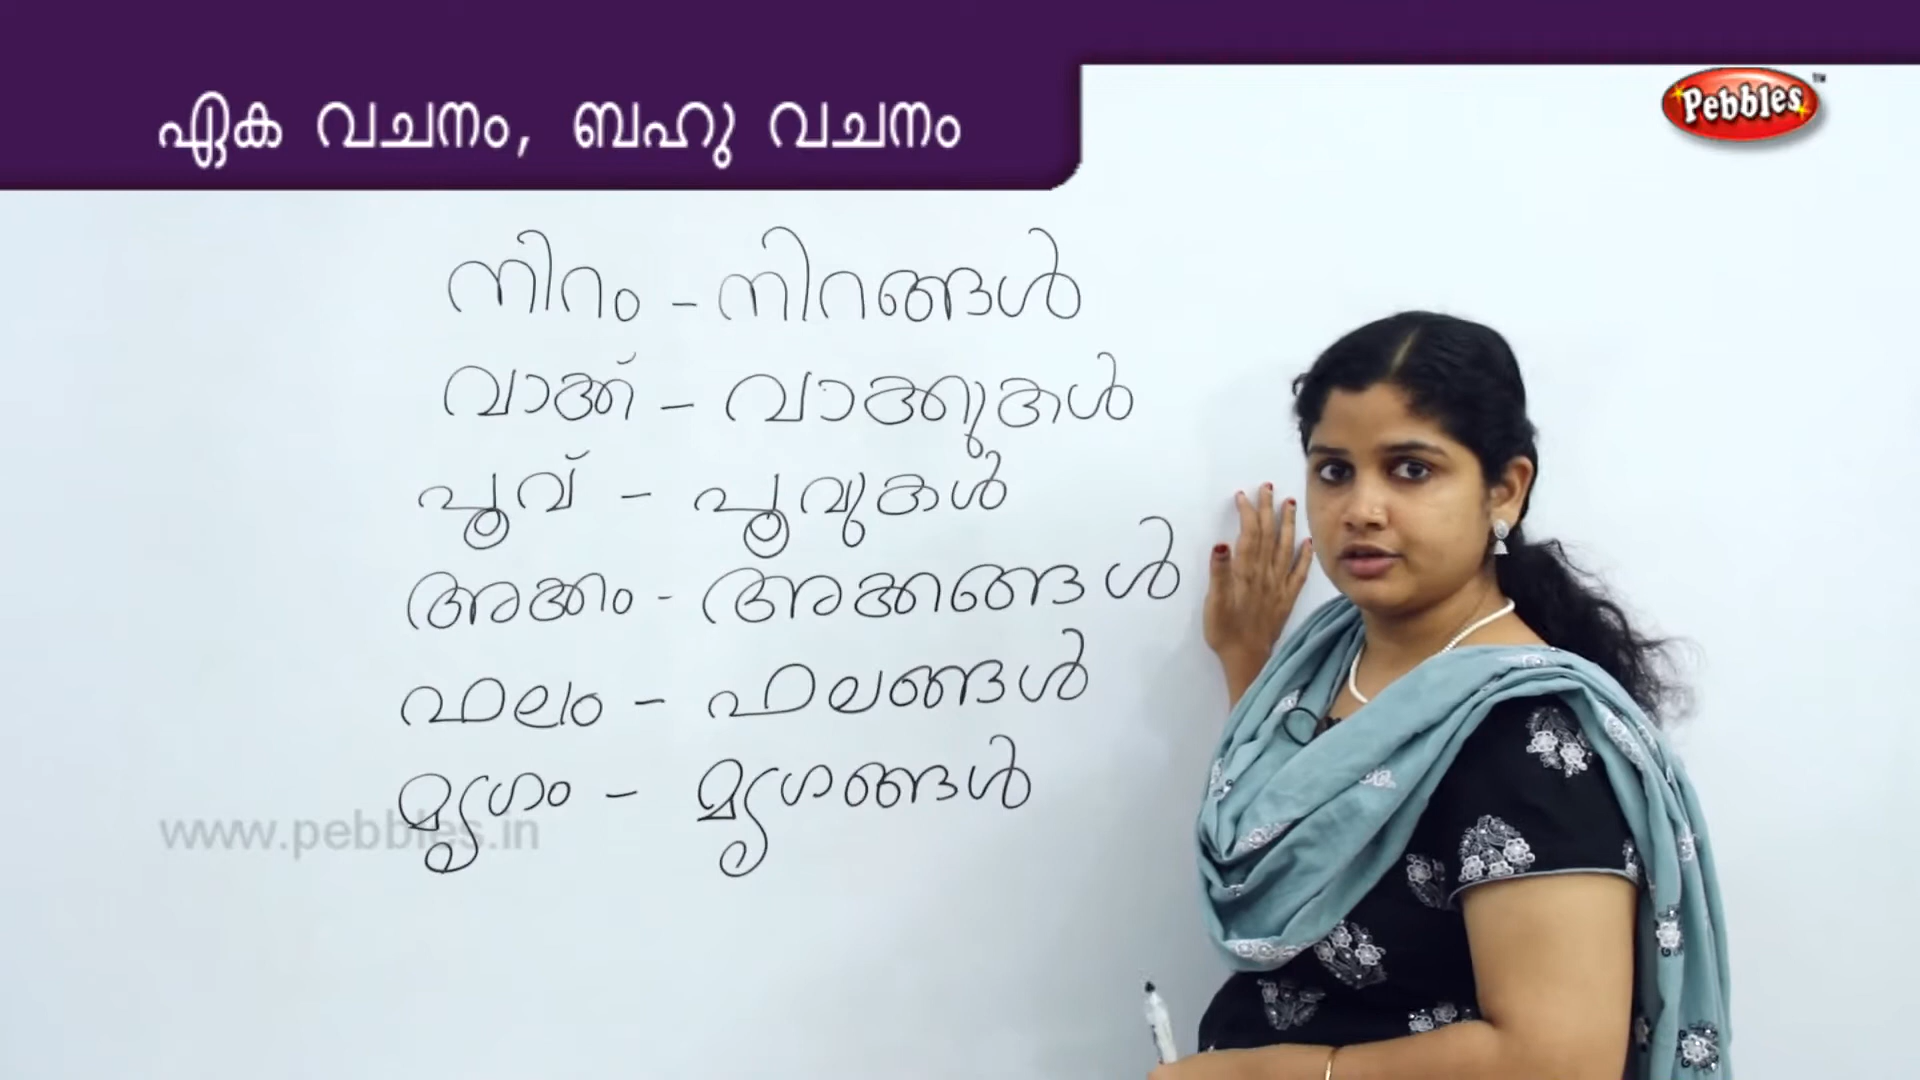 ഏക വചനം, ബഹു വചനം
Pebbles™
നിറം - നിറങ്ങൾ
വാക്ക് - വാക്കുകൾ
പൂവ് - പൂവുകൾ
അക്കം - അക്കങ്ങൾ
ഫലം - ഫലങ്ങൾ
മൃഗം - മൃഗങ്ങൾ
www.pebbles.in